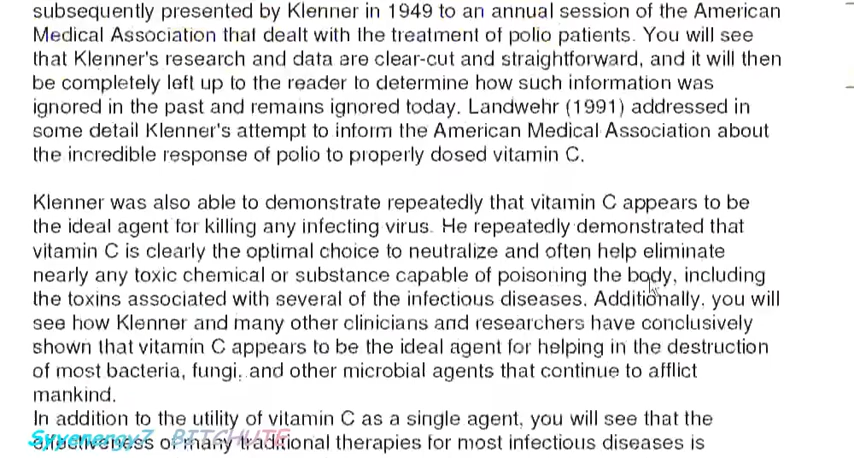 subsequently presented by Klenner in 1949 to an annual session of the American
Medical Association that dealt with the treatment of polio patients. You will see
that Klenner's research and data are clear-cut and straightforward, and it will then
be completely left up to the reader to determine how such information was
ignored in the past and remains ignored today. Landwehr (1991) addressed in
some detail Klenner's attempt to inform the American Medical Association about
the incredible response of polio to properly dosed vitamin C.
Klenner was also able to demonstrate repeatedly that vitamin C appears to be
the ideal agent for killing any infecting virus. He repeatedly demonstrated that
vitamin C is clearly the optimal choice to neutralize and often help eliminate
nearly any toxic chemical or substance capable of poisoning the body, including
the toxins associated with several of the infectious diseases. Additionally, you will
see how Klenner and many other clinicians and researchers have conclusively
shown that vitamin C appears to be the ideal agent for helping in the destruction
of most bacteria, fungi, and other microbial agents that continue to afflict
mankind.
In addition to the utility of vitamin C as a single agent, you will see that the
effectiveness of many traditional therapies for most infectious diseases is
Syyenergy7 BITCHUTE